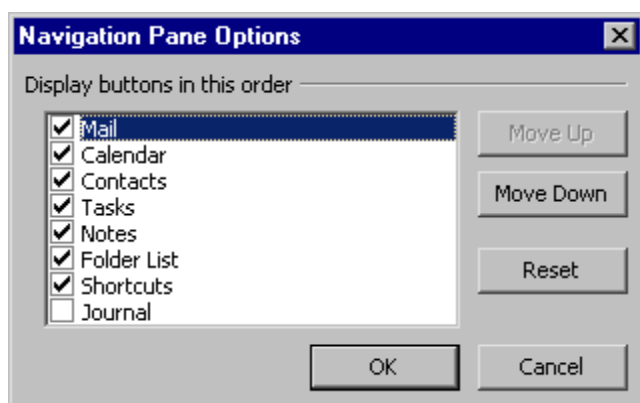 Navigation Pane Options
Display buttons in this order
Mail
Calendar
Contacts
Tasks
Notes
Folder List
Shortcuts
Journal
Move Up
Move Down
Reset
OK
Cancel